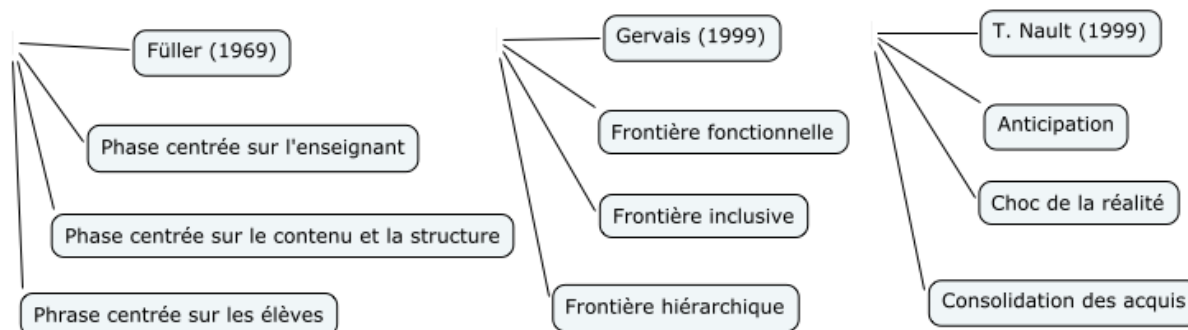 Füller (1969)
Phase centrée sur l'enseignant
Phase centrée sur le contenu et la structure
Phrase centrée sur les élèves
Gervais (1999)
Frontière fonctionnelle
Frontière inclusive
Frontière hiérarchique
T. Nault (1999)
Anticipation
Choc de la réalité
Consolidation des acquis